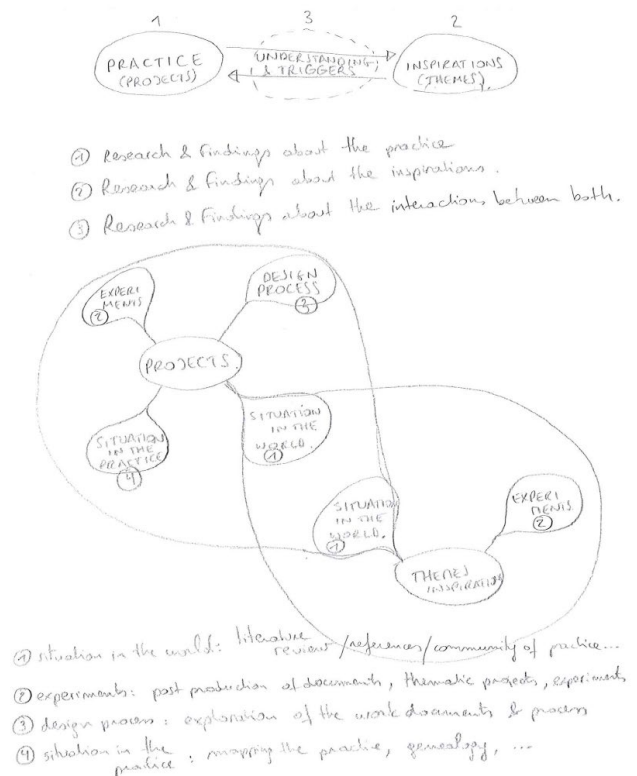 1 3 2
PRACTICE
(PROJECTS)
UNDERSTANDING
& TRIGGERS
INSPIRATIONS
(THEMES)
① Research & Findings about the practice
② Research & Findings about the inspirations.
③ Research & Findings about the interactions between both.
EXPERI
MENTS
②
DESIGN
PROCESS
③
PROJECTS.
SITUATION
IN THE
PRACTICE
④
SITUATION
IN THE
WORLD.
①
SITUATION
IN THE
WORLD.
①
EXPERI
MENTS.
②
THEMES
INSPIRATION
① situation in the world: literature
review/references/community of practice...
② experiments: post production of documents, thematic projects, experiments
③ design process: exploration of the work documents & process
④ situation in the
practice: mapping the practice, genealogy, ...